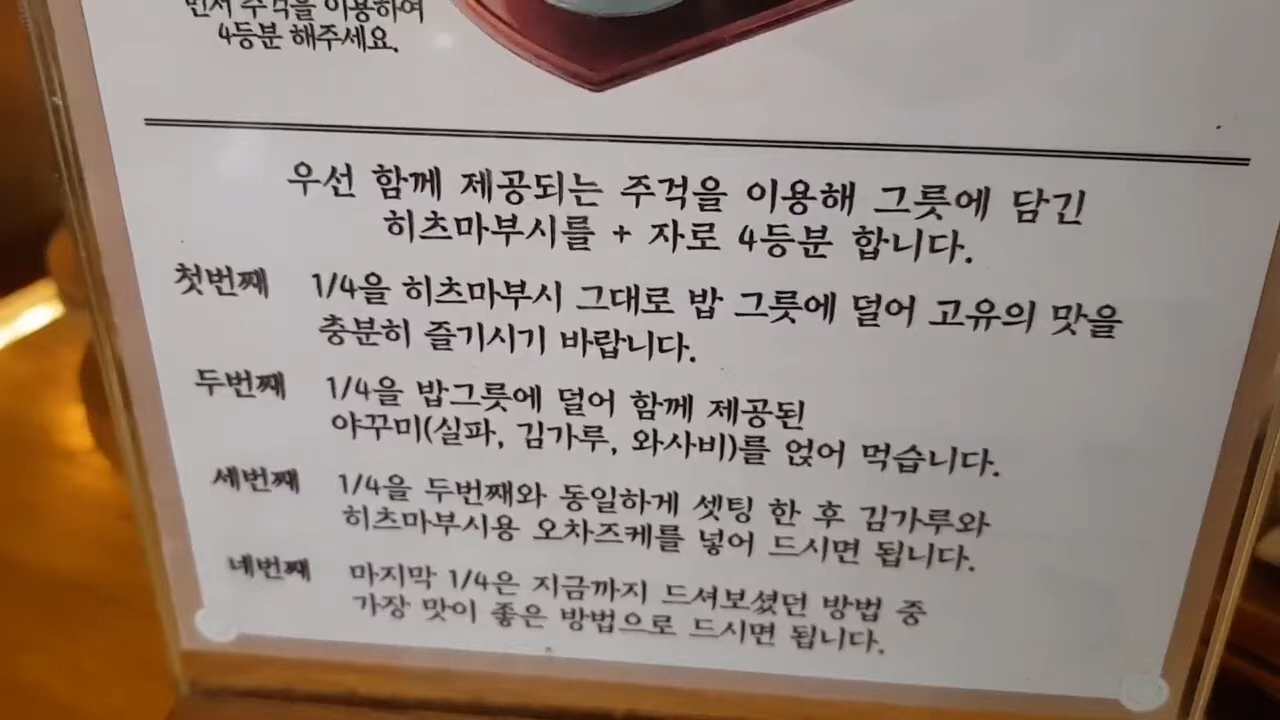 먼저 주걱을 이용하여
4등분 해주세요.
우선 함께 제공되는 주걱을 이용해 그릇에 담긴
히츠마부시를 + 자로 4등분 합니다.
첫번째 1/4을 히츠마부시 그대로 밥 그릇에 덜어 고유의 맛을
충분히 즐기시기 바랍니다.
두번째 1/4을 밥그릇에 덜어 함께 제공된
야꾸미(실파, 김가루, 와사비)를 얹어 먹습니다.
세번째 1/4을 두번째와 동일하게 셋팅 한 후 김가루와
히츠마부시용 오차즈케를 넣어 드시면 됩니다.
네번째 마지막 1/4은 지금까지 드셔보셨던 방법 중
가장 맛이 좋은 방법으로 드시면 됩니다.